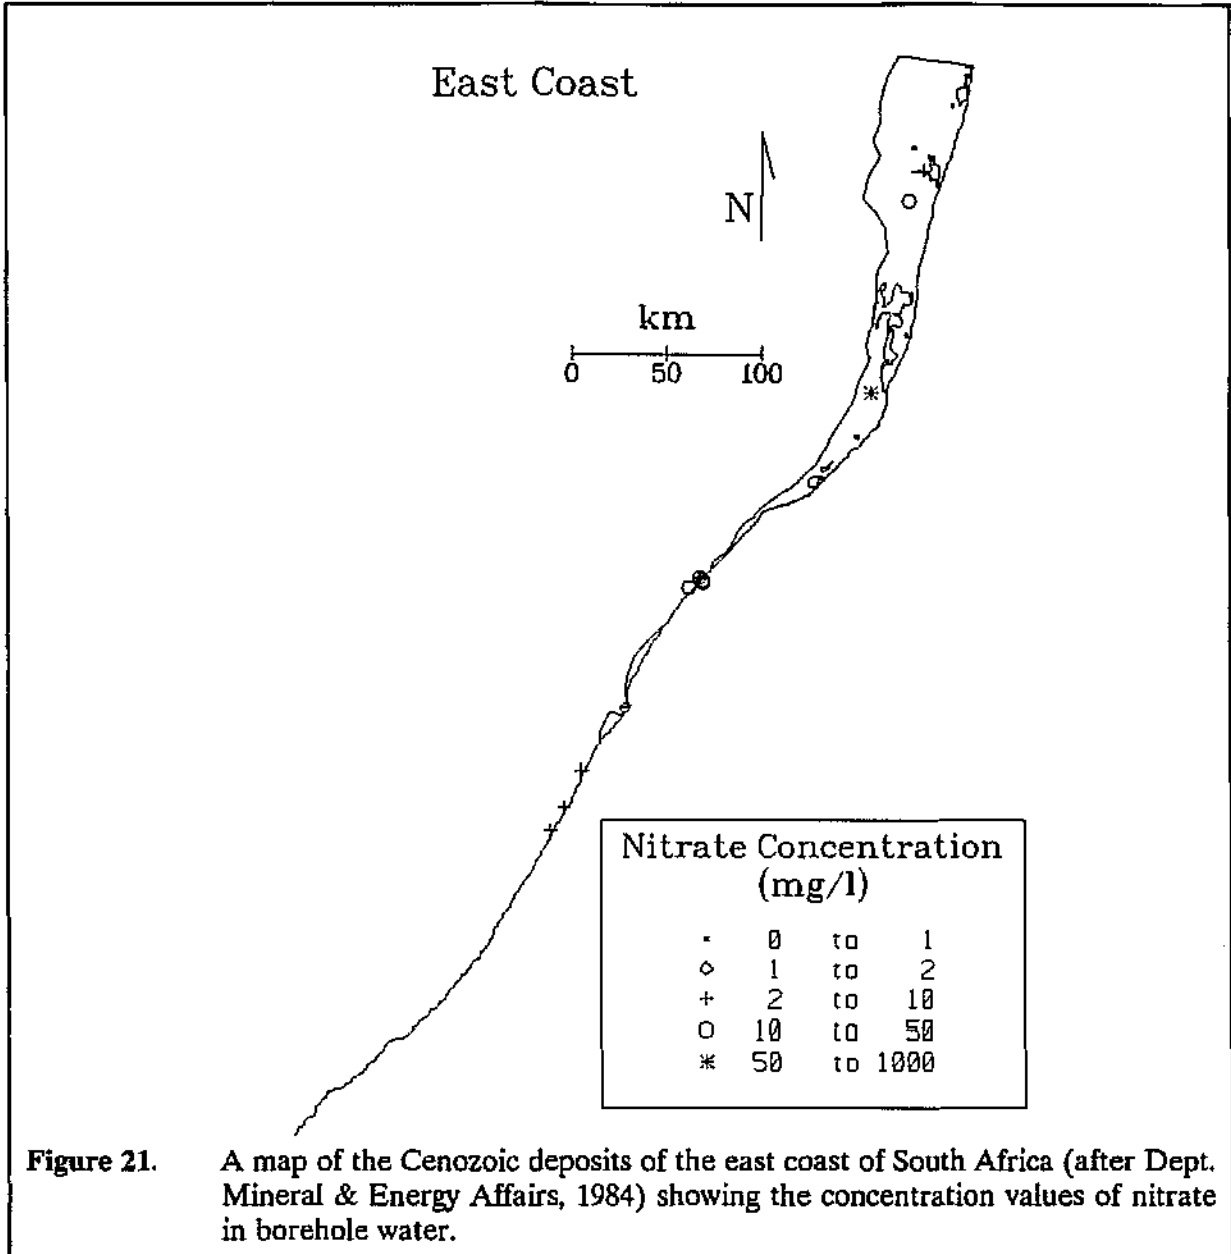 East Coast
N
km
0 50 100
Nitrate Concentration
(mg/l)
0 to 1
1 to 2
2 to 10
10 to 50
50 to 1000
Figure 21. A map of the Cenozoic deposits of the east coast of South Africa (after Dept.
Mineral & Energy Affairs, 1984) showing the concentration values of nitrate
in borehole water.